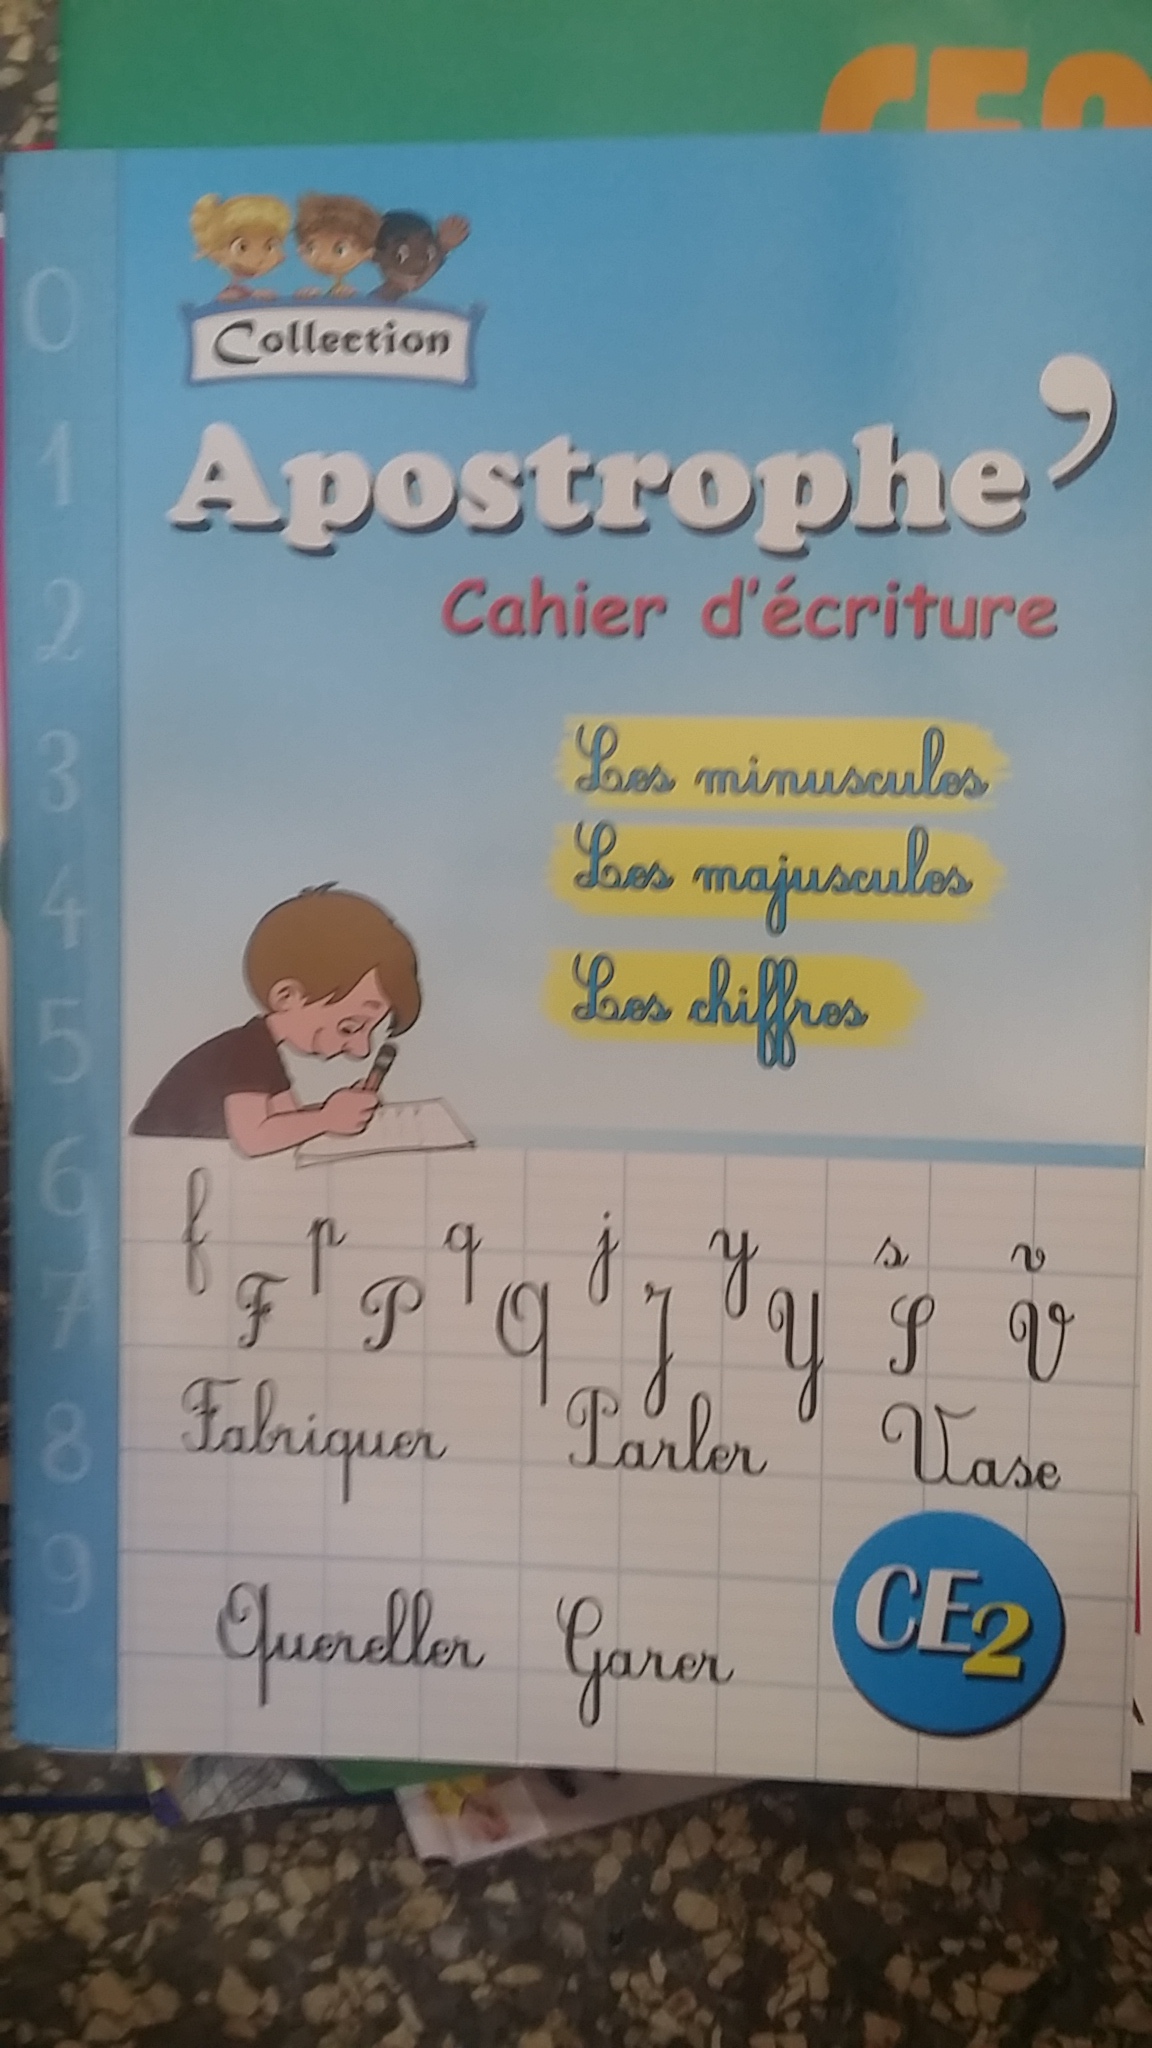 CE2
Collection
Apostrophe'
Cahier d'écriture
Les minuscules
Les majuscules
Les chiffres
0
1
2
3
4
5
6
7
8
9
f p q j y s v
F P Q J Y S V
Fabriquer Parler Vase
Quereller Garer
CE2